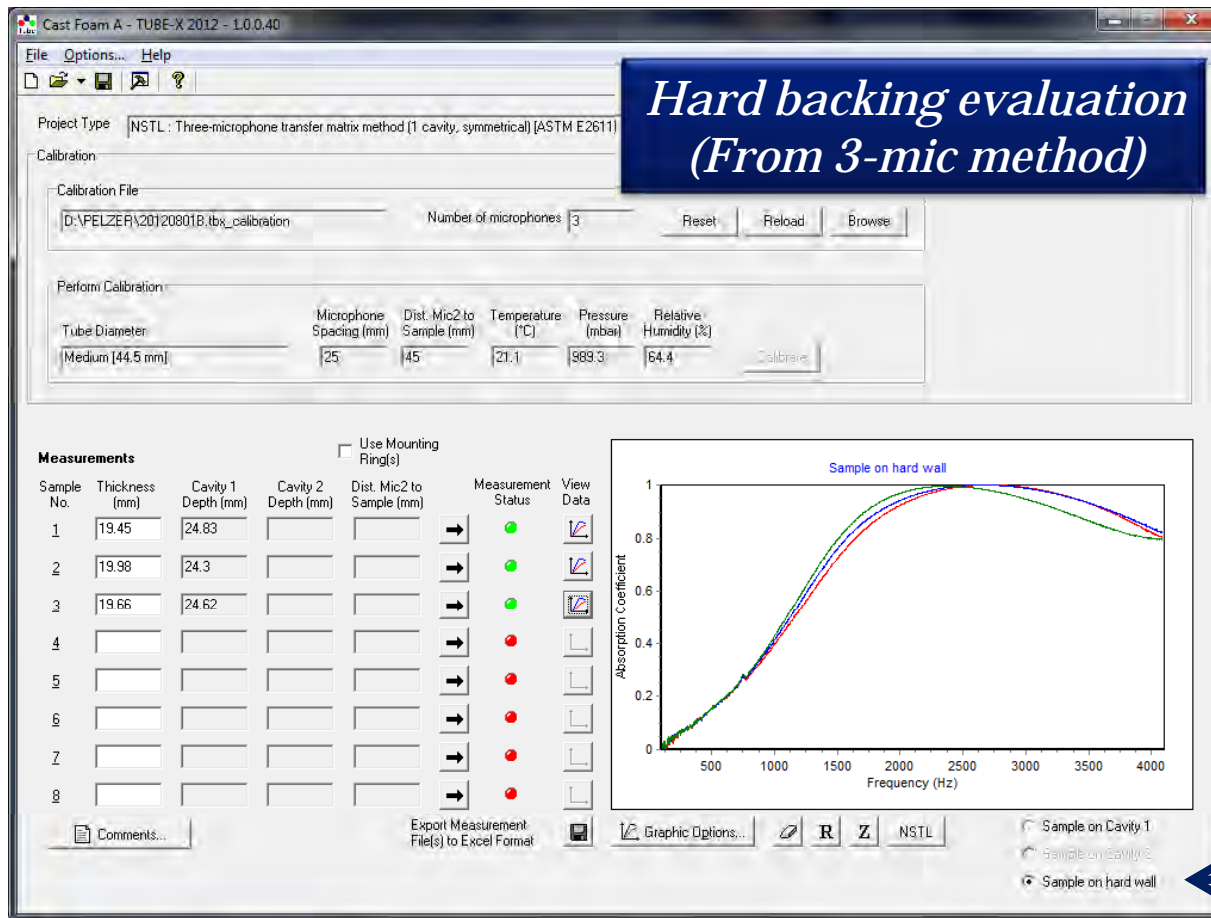 Cast Foam A - TUBE-X 2012 - 1.0.0.40
File Options... Help
Hard backing evaluation
(From 3-mic method)
Project Type NSTL : Three-microphone transfer matrix method (1 cavity, symmetrical) [ASTM E2611]
Calibration
Calibration File
D:\PELZER\20120801B.tbx_calibration Number of microphones 3 Reset Reload Browse
Perform Calibration
Microphone Dist. Mic2 to Temperature Pressure Relative
Tube Diameter Spacing (mm) Sample (mm) (°C) (mbar) Humidity (%)
Medium [44.5 mm] 25 45 21.1 989.3 64.4 Calibrate
Use Mounting
Ring(s)
Measurements
Sample Thickness Cavity 1 Cavity 2 Dist. Mic2 to Measurement View
No. (mm) Depth (mm) Depth (mm) Sample (mm) Status Data
1 19.45 24.83
2 19.98 24.3
3 19.66 24.62
4
5
6
7
8
Sample on hard wall
Absorption Coefficient
1
0.8
0.6
0.4
0.2
0
500 1000 1500 2000 2500 3000 3500 4000
Frequency (Hz)
Comments...
Export Measurement
File(s) to Excel Format
Graphic Options... R Z NSTL
Sample on Cavity 1
Sample on Cavity 2
Sample on hard wall